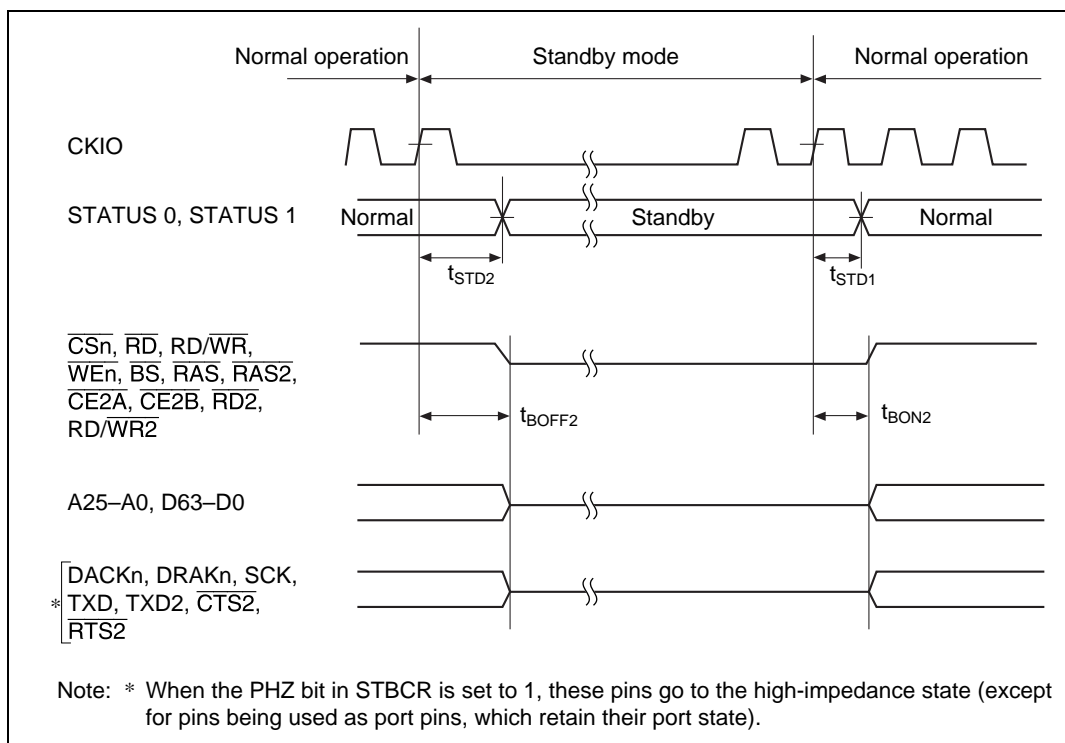 Normal operation Standby mode Normal operation
CKIO
STATUS 0, STATUS 1
Normal Standby Normal
tSTD2 tSTD1
CSn, RD, RD/WR,
WEn, BS, RAS, RAS2,
CE2A, CE2B, RD2,
RD/WR2
tBOFF2 tBON2
A25–A0, D63–D0
DACKn, DRAKn, SCK,
* TXD, TXD2, CTS2,
RTS2
Note: * When the PHZ bit in STBCR is set to 1, these pins go to the high-impedance state (except
for pins being used as port pins, which retain their port state).